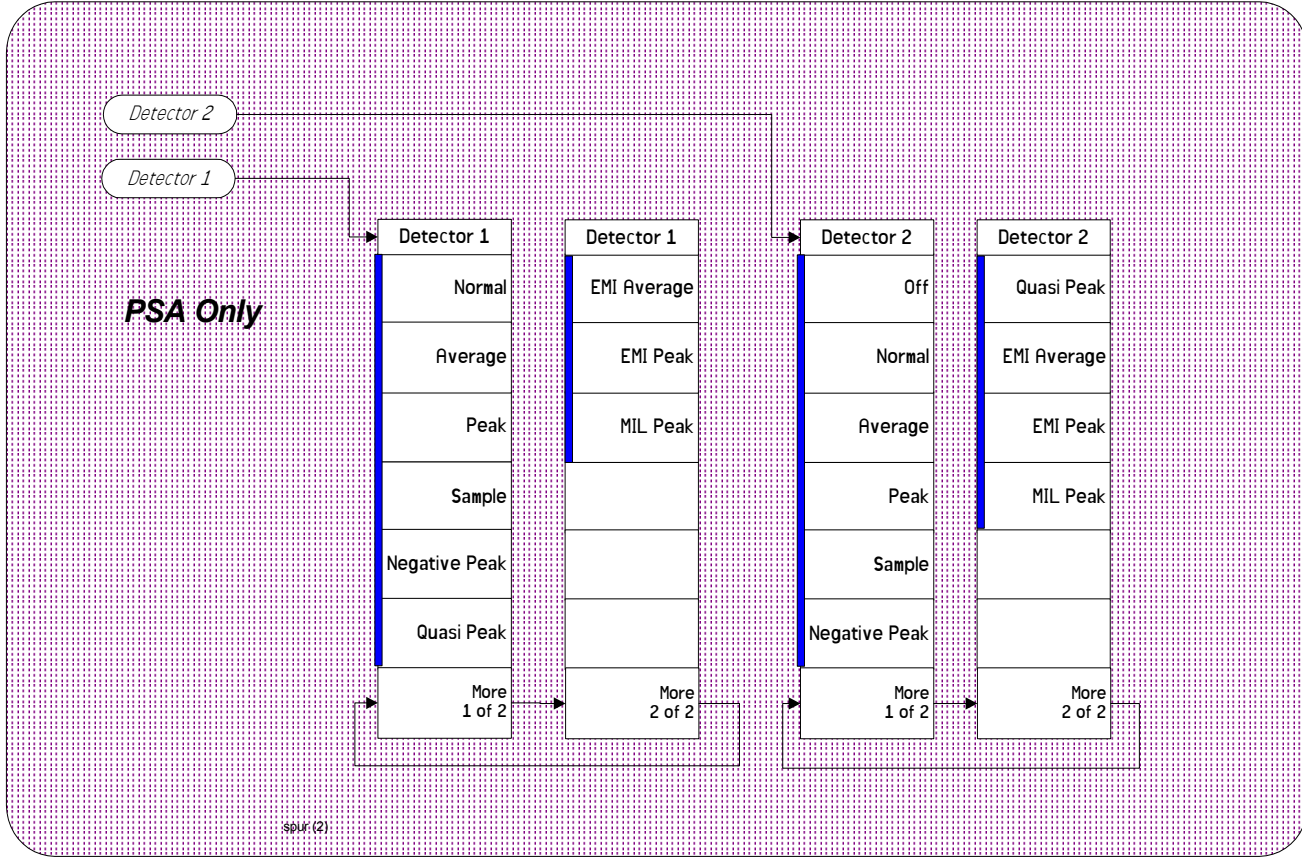 Detector 2
Detector 1
PSA Only
Detector 1
Normal
Average
Peak
Sample
Negative Peak
Quasi Peak
More
1 of 2
Detector 1
EMI Average
EMI Peak
MIL Peak
More
2 of 2
Detector 2
Off
Normal
Average
Peak
Sample
Negative Peak
More
1 of 2
Detector 2
Quasi Peak
EMI Average
EMI Peak
MIL Peak
More
2 of 2
spur (2)